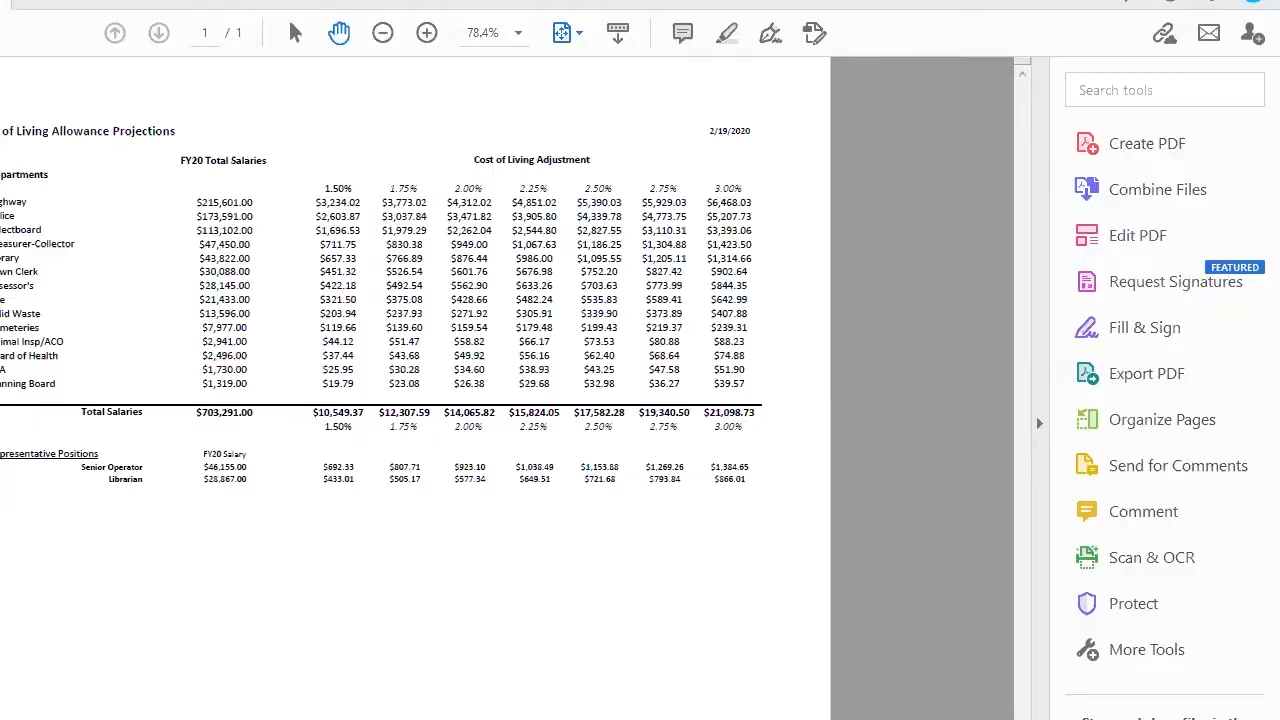 1 / 1 78.4%
of Living Allowance Projections 2/19/2020
FY20 Total Salaries Cost of Living Adjustment
partments
1.50% 1.75% 2.00% 2.25% 2.50% 2.75% 3.00%
ghway $215,601.00 $3,234.02 $3,773.02 $4,312.02 $4,851.02 $5,390.03 $5,929.03 $6,468.03
lice $173,591.00 $2,603.87 $3,037.84 $3,471.82 $3,905.80 $4,339.78 $4,773.75 $5,207.73
lectboard $113,102.00 $1,696.53 $1,979.29 $2,262.04 $2,544.80 $2,827.55 $3,110.31 $3,393.06
easurer-Collector $47,450.00 $711.75 $830.38 $949.00 $1,067.63 $1,186.25 $1,304.88 $1,423.50
rary $43,822.00 $657.33 $766.89 $876.44 $986.00 $1,095.55 $1,205.11 $1,314.66
wn Clerk $30,088.00 $451.32 $526.54 $601.76 $676.98 $752.20 $827.42 $902.64
sessor's $28,145.00 $422.18 $492.54 $562.90 $633.26 $703.63 $773.99 $844.35
e $21,433.00 $321.50 $375.08 $428.66 $482.24 $535.83 $589.41 $642.99
lid Waste $13,596.00 $203.94 $237.93 $271.92 $305.91 $339.90 $373.89 $407.88
meteries $7,977.00 $119.66 $139.60 $159.54 $179.48 $199.43 $219.37 $239.31
imal Insp/ACO $2,941.00 $44.12 $51.47 $58.82 $66.17 $73.53 $80.88 $88.23
ard of Health $2,496.00 $37.44 $43.68 $49.92 $56.16 $62.40 $68.64 $74.88
A $1,730.00 $25.95 $30.28 $34.60 $38.93 $43.25 $47.58 $51.90
nning Board $1,319.00 $19.79 $23.08 $26.38 $29.68 $32.98 $36.27 $39.57
Total Salaries $703,291.00 $10,549.37 $12,307.59 $14,065.82 $15,824.05 $17,582.28 $19,340.50 $21,098.73
1.50% 1.75% 2.00% 2.25% 2.50% 2.75% 3.00%
presentative Positions FY20 Salary
Senior Operator $46,155.00 $692.33 $807.71 $923.10 $1,038.49 $1,153.88 $1,269.26 $1,384.65
Librarian $28,867.00 $433.01 $505.17 $577.34 $649.51 $721.68 $793.84 $866.01
Search tools
Create PDF
Combine Files
Edit PDF
FEATURED
Request Signatures
Fill & Sign
Export PDF
Organize Pages
Send for Comments
Comment
Scan & OCR
Protect
More Tools